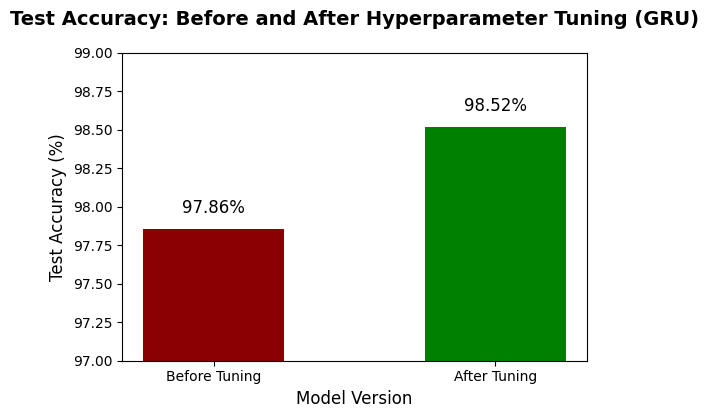 Test Accuracy: Before and After Hyperparameter Tuning (GRU)
99.00
98.75
98.50
98.25
98.00
97.75
97.50
97.25
97.00
Test Accuracy (%)
97.86%
98.52%
Before Tuning
After Tuning
Model Version